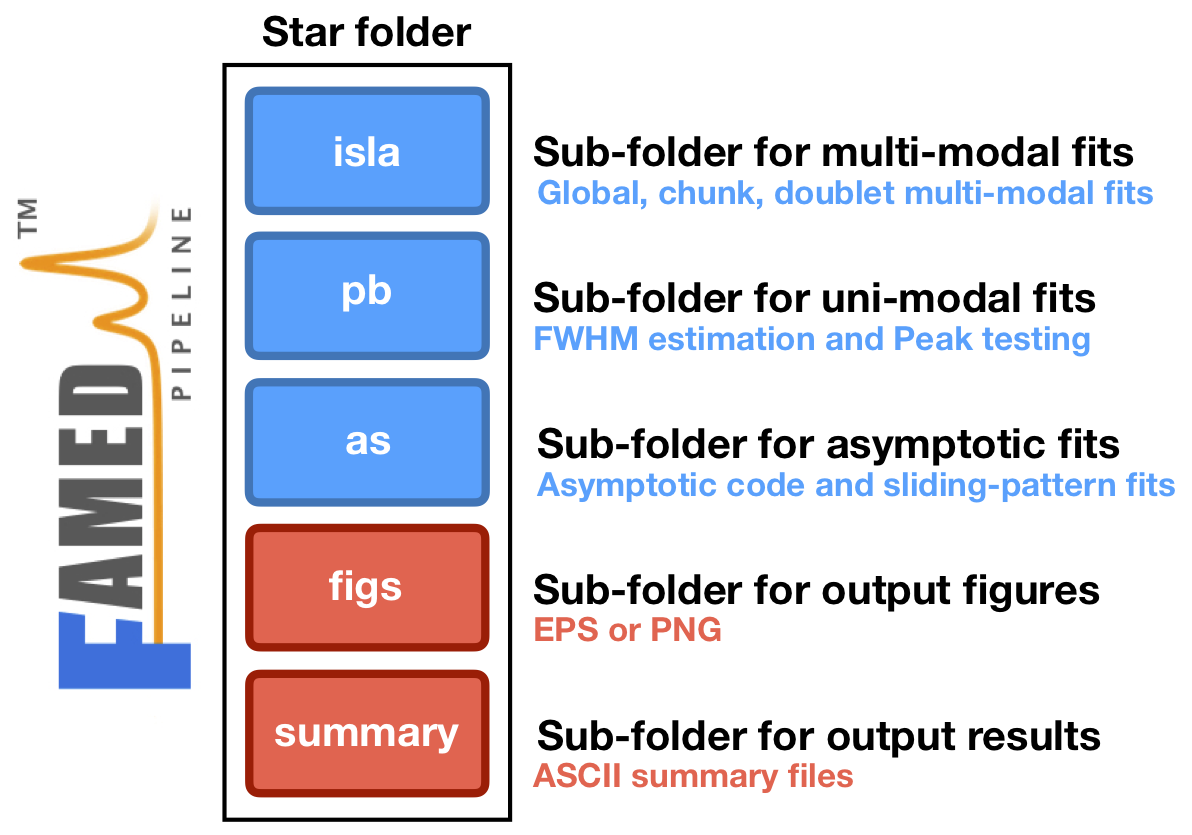 Star folder
FAMED
PIPELINE
TM
isla
Sub-folder for multi-modal fits
Global, chunk, doublet multi-modal fits
pb
Sub-folder for uni-modal fits
FWHM estimation and Peak testing
as
Sub-folder for asymptotic fits
Asymptotic code and sliding-pattern fits
figs
Sub-folder for output figures
EPS or PNG
summary
Sub-folder for output results
ASCII summary files